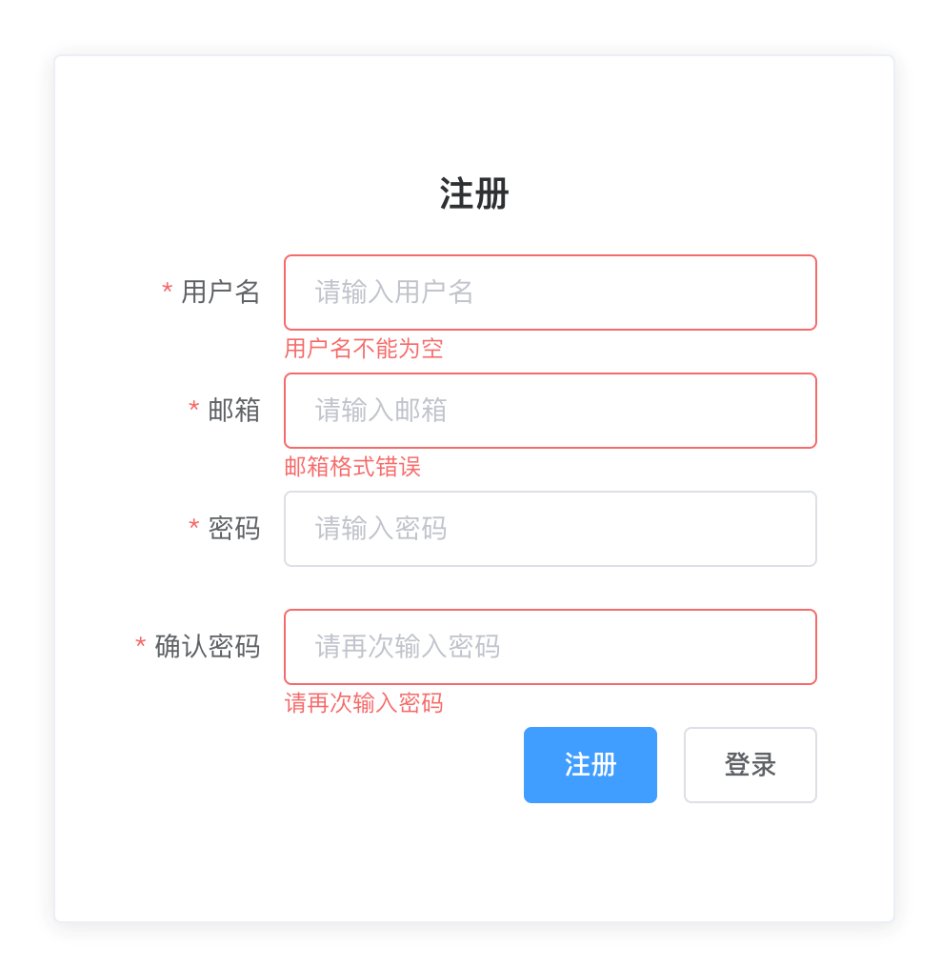 注册
* 用户名 请输入用户名
用户名不能为空
* 邮箱 请输入邮箱
邮箱格式错误
* 密码 请输入密码
* 确认密码 请再次输入密码
请再次输入密码
注册 登录